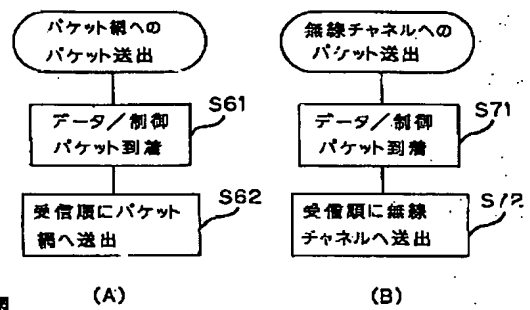 パケット網への
パケット送出
データ/制御
パケット到着
S61
受信順にパケット
網へ送出
S62
(A)
無線チャネルへの
パケット送出
データ/制御
パケット到着
S71
受信順に無線
チャネルへ送出
S72
(B)